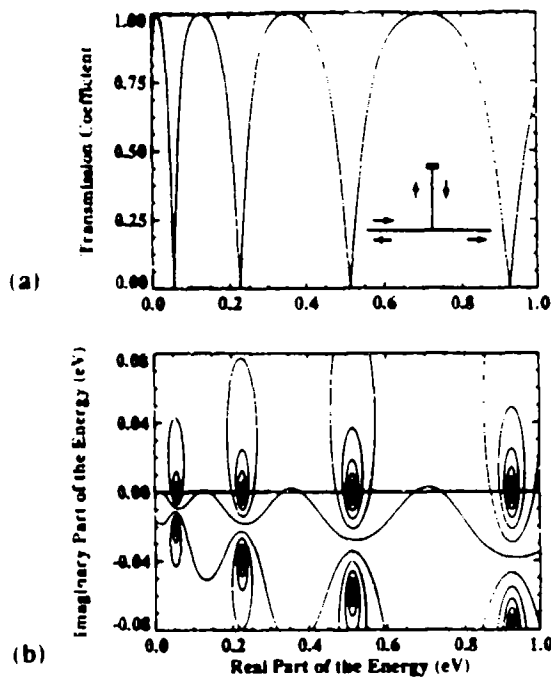 Transmission Coefficient
1.00
0.75
0.50
0.25
0.00
0.0 0.2 0.4 0.6 0.8 1.0
(a)
Imaginary Part of the Energy (eV)
0.08
0.04
0.00
-0.04
-0.08
0.0 0.2 0.4 0.6 0.8 1.0
Real Part of the Energy (eV)
(b)